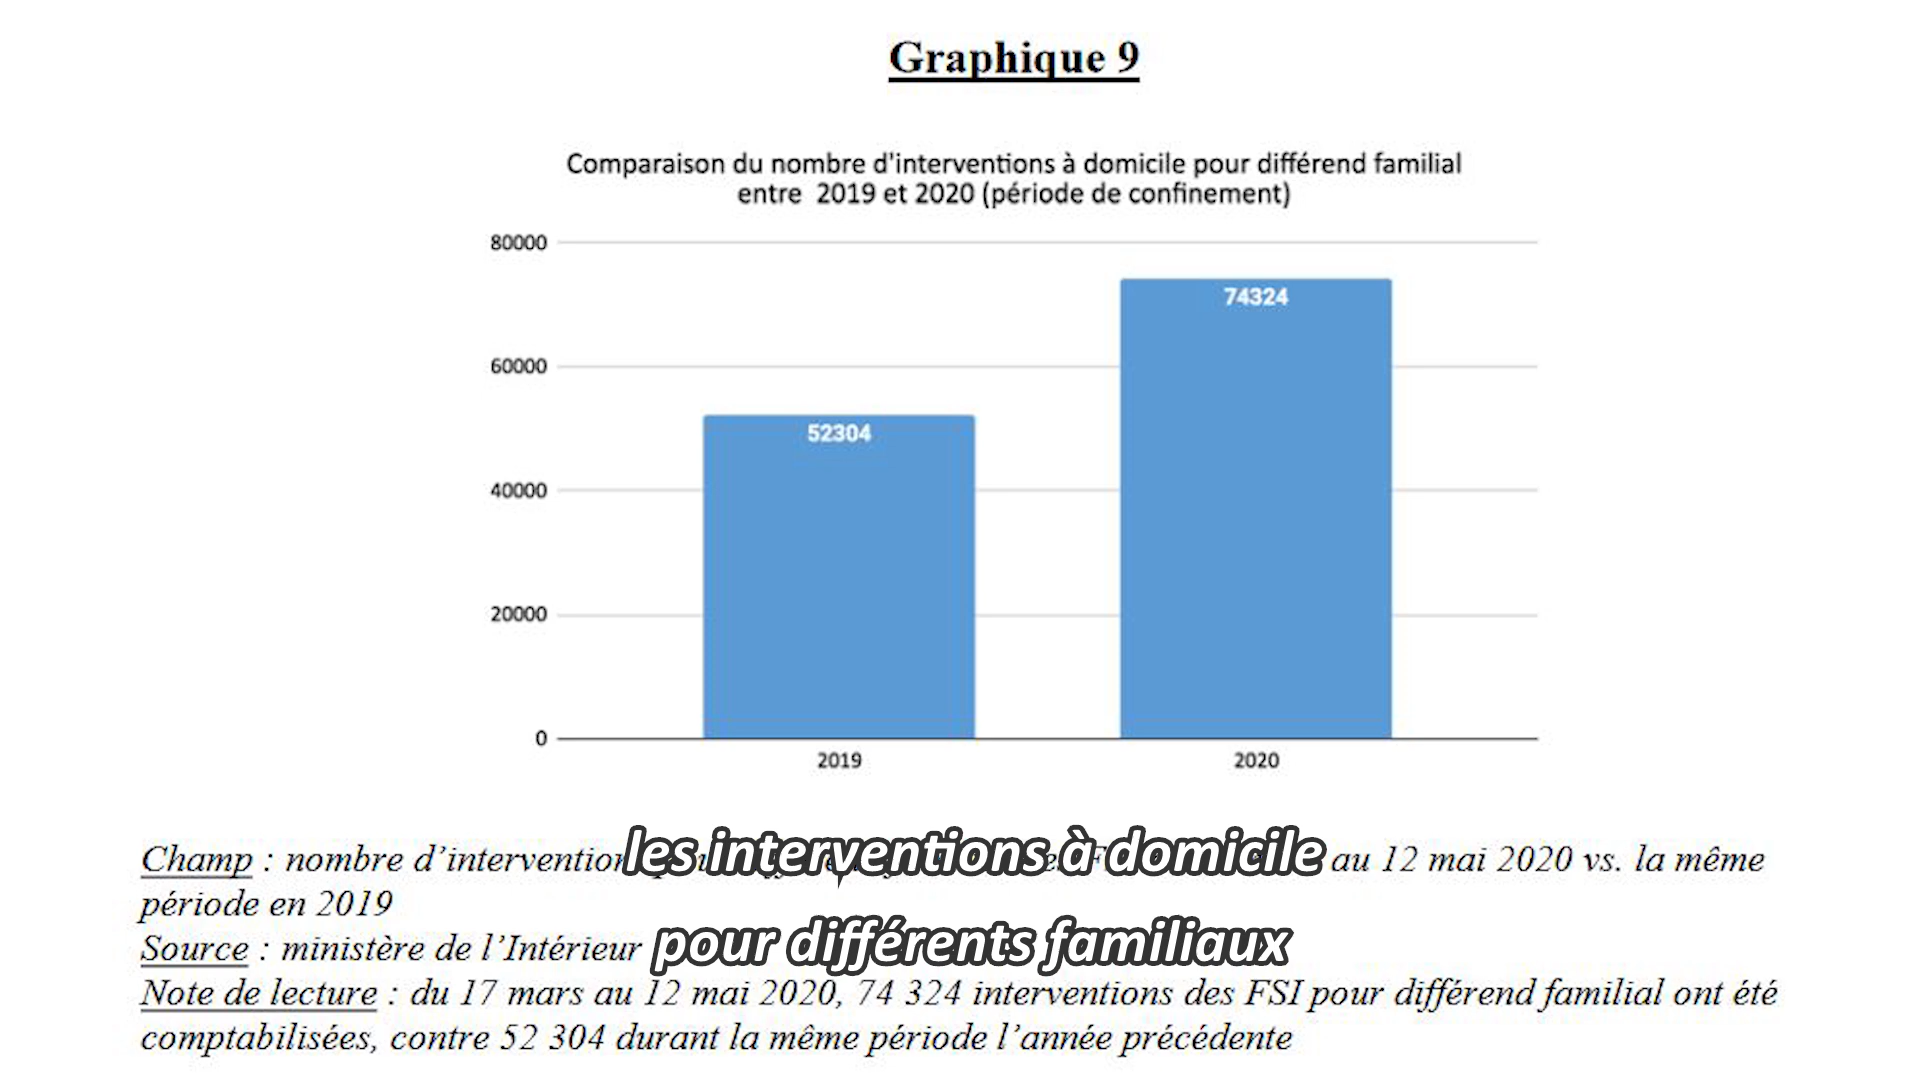 Graphique 9
Comparaison du nombre d'interventions à domicile pour différend familial
entre 2019 et 2020 (période de confinement)
80000
60000
40000
20000
0
52304
74324
2019
2020
Champ : nombre d’intervention au 12 mai 2020 vs. la même
les interventions à domicile
période en 2019
Source : ministère de l’Intérieur
pour différents familiaux
Note de lecture : du 17 mars au 12 mai 2020, 74 324 interventions des FSI pour différend familial ont été
comptabilisées, contre 52 304 durant la même période l’année précédente